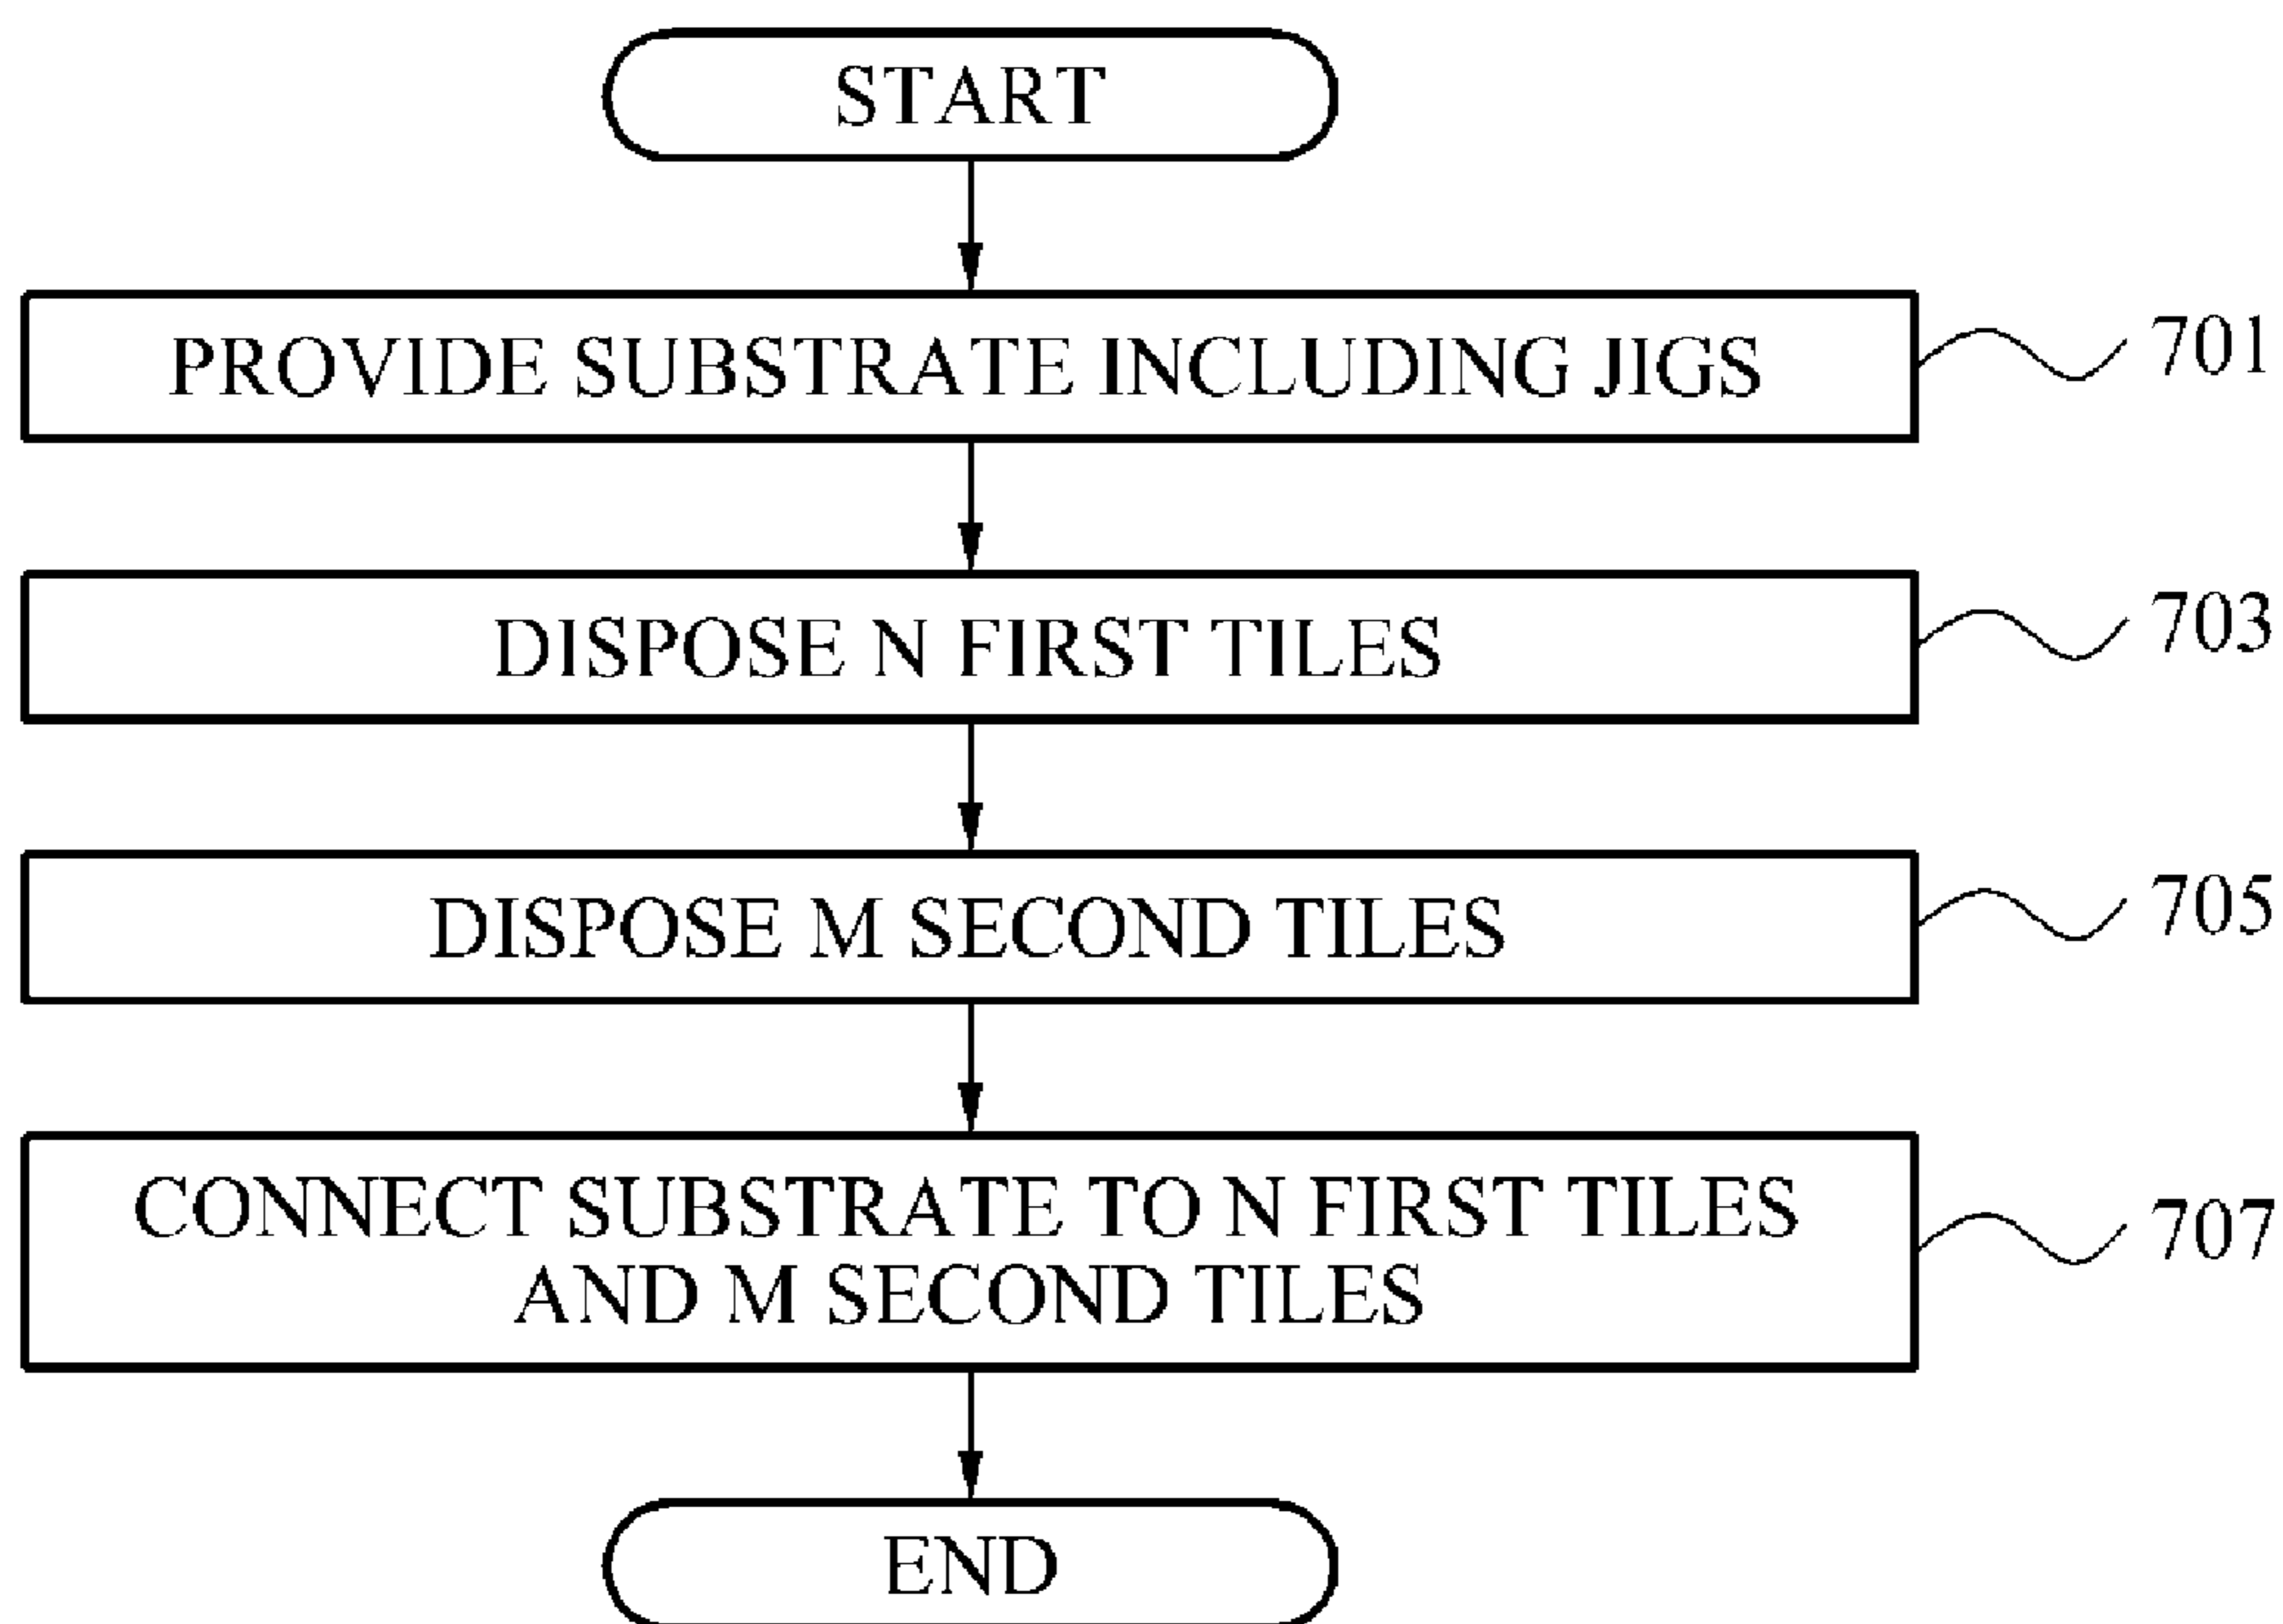 START
PROVIDE SUBSTRATE INCLUDING JIGS
701
DISPOSE N FIRST TILES
703
DISPOSE M SECOND TILES
705
CONNECT SUBSTRATE TO N FIRST TILES
AND M SECOND TILES
707
END